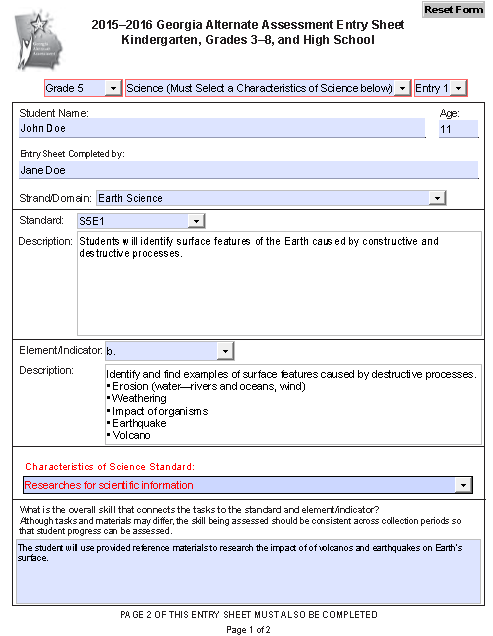 Reset Form
2015–2016 Georgia Alternate Assessment Entry Sheet
Kindergarten, Grades 3–8, and High School
Georgia
Alternate
Assessment
Grade 5 Science (Must Select a Characteristics of Science below) Entry 1
Student Name: Age:
John Doe 11
Entry Sheet Completed by:
Jane Doe
Strand/Domain: Earth Science
Standard: S5E1
Description: Students will identify surface features of the Earth caused by constructive and
destructive processes.
Element/Indicator: b.
Description: Identify and find examples of surface features caused by destructive processes.
• Erosion (water—rivers and oceans, wind)
• Weathering
• Impact of organisms
• Earthquake
• Volcano
Characteristics of Science Standard:
Researches for scientific information
What is the overall skill that connects the tasks to the standard and element/indicator?
Although tasks and materials may differ, the skill being assessed should be consistent across collection periods so
that student progress can be assessed.
The student will use provided reference materials to research the impact of of volcanos and earthquakes on Earth's
surface.
PAGE 2 OF THIS ENTRY SHEET MUST ALSO BE COMPLETED
Page 1 of 2